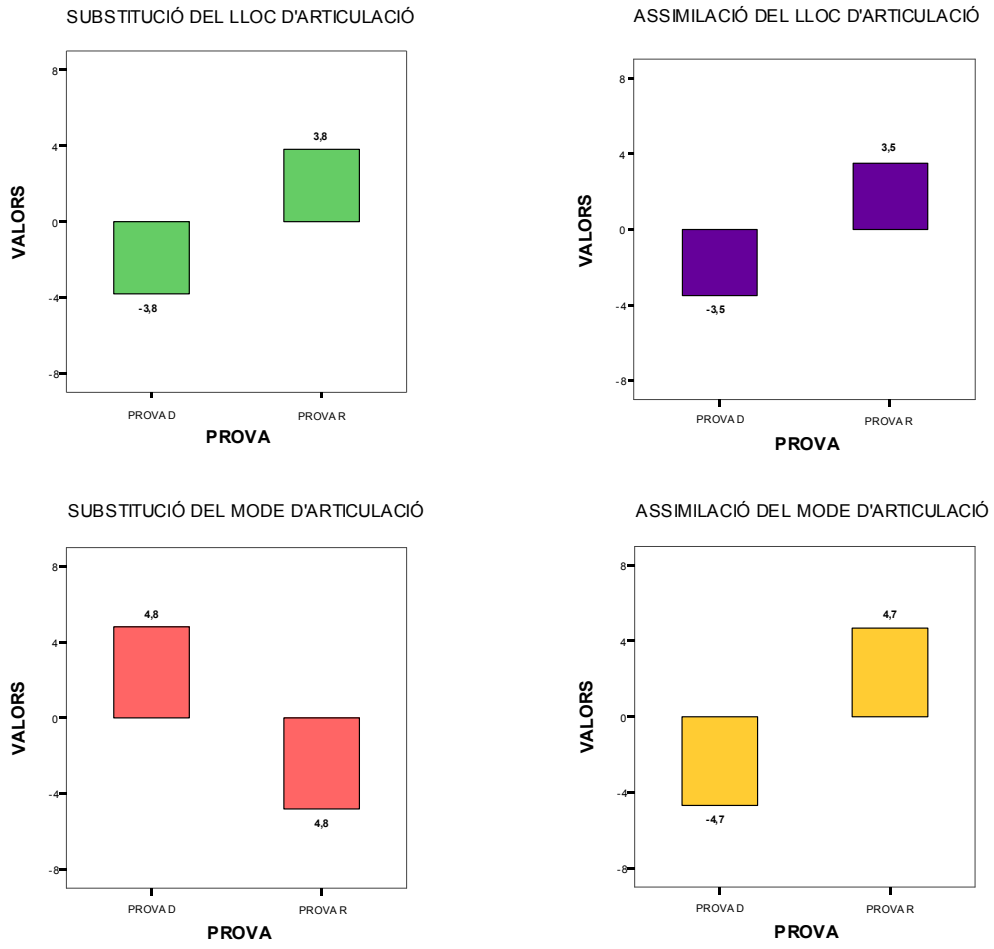 SUBSTITUCIÓ DEL LLOC D'ARTICULACIÓ
8
4
0
-4
-8
VALORS
3,8
-3,8
PROVA D
PROVA R
PROVA
ASSIMILACIÓ DEL LLOC D'ARTICULACIÓ
8
4
0
-4
-8
VALORS
3,5
-3,5
PROVA D
PROVA R
PROVA
SUBSTITUCIÓ DEL MODE D'ARTICULACIÓ
8
4
0
-4
-8
VALORS
4,8
4,8
PROVA D
PROVA R
PROVA
ASSIMILACIÓ DEL MODE D'ARTICULACIÓ
8
4
0
-4
-8
VALORS
4,7
-4,7
PROVA D
PROVA R
PROVA